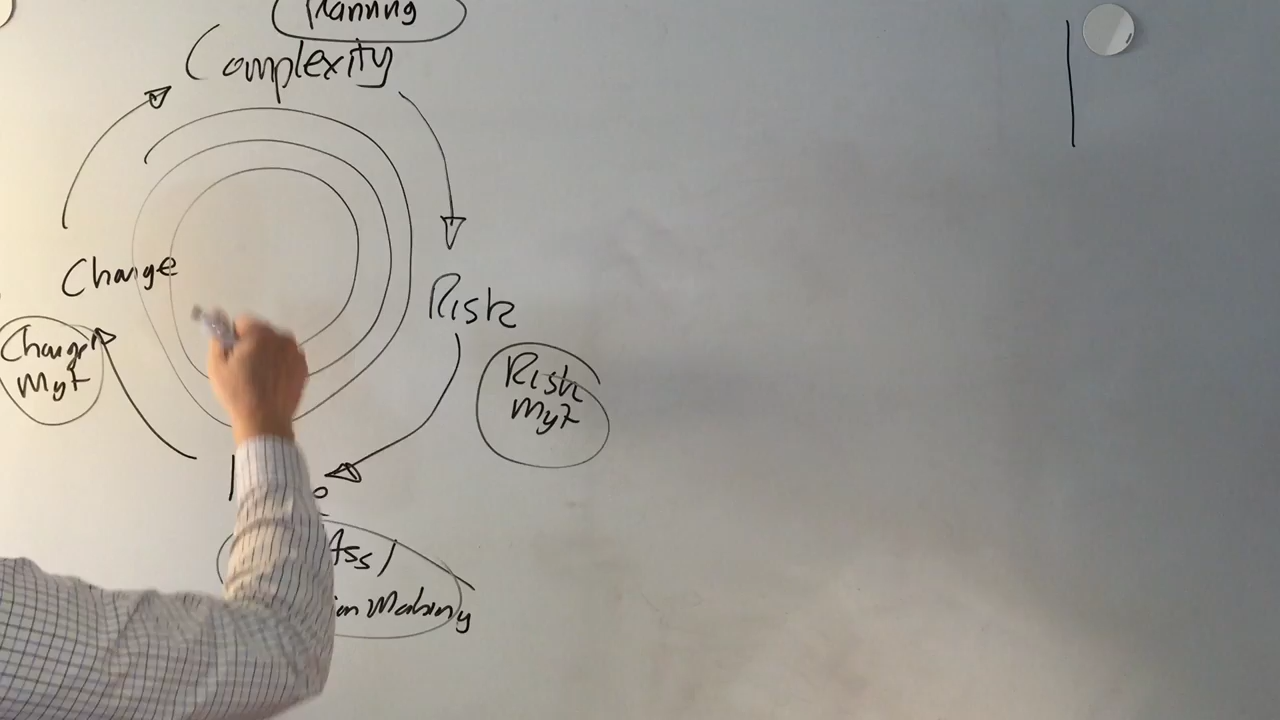 Planning
Complexity
Change
Risk
Change
Mgt
Risk
Mgt
Ass/
Making